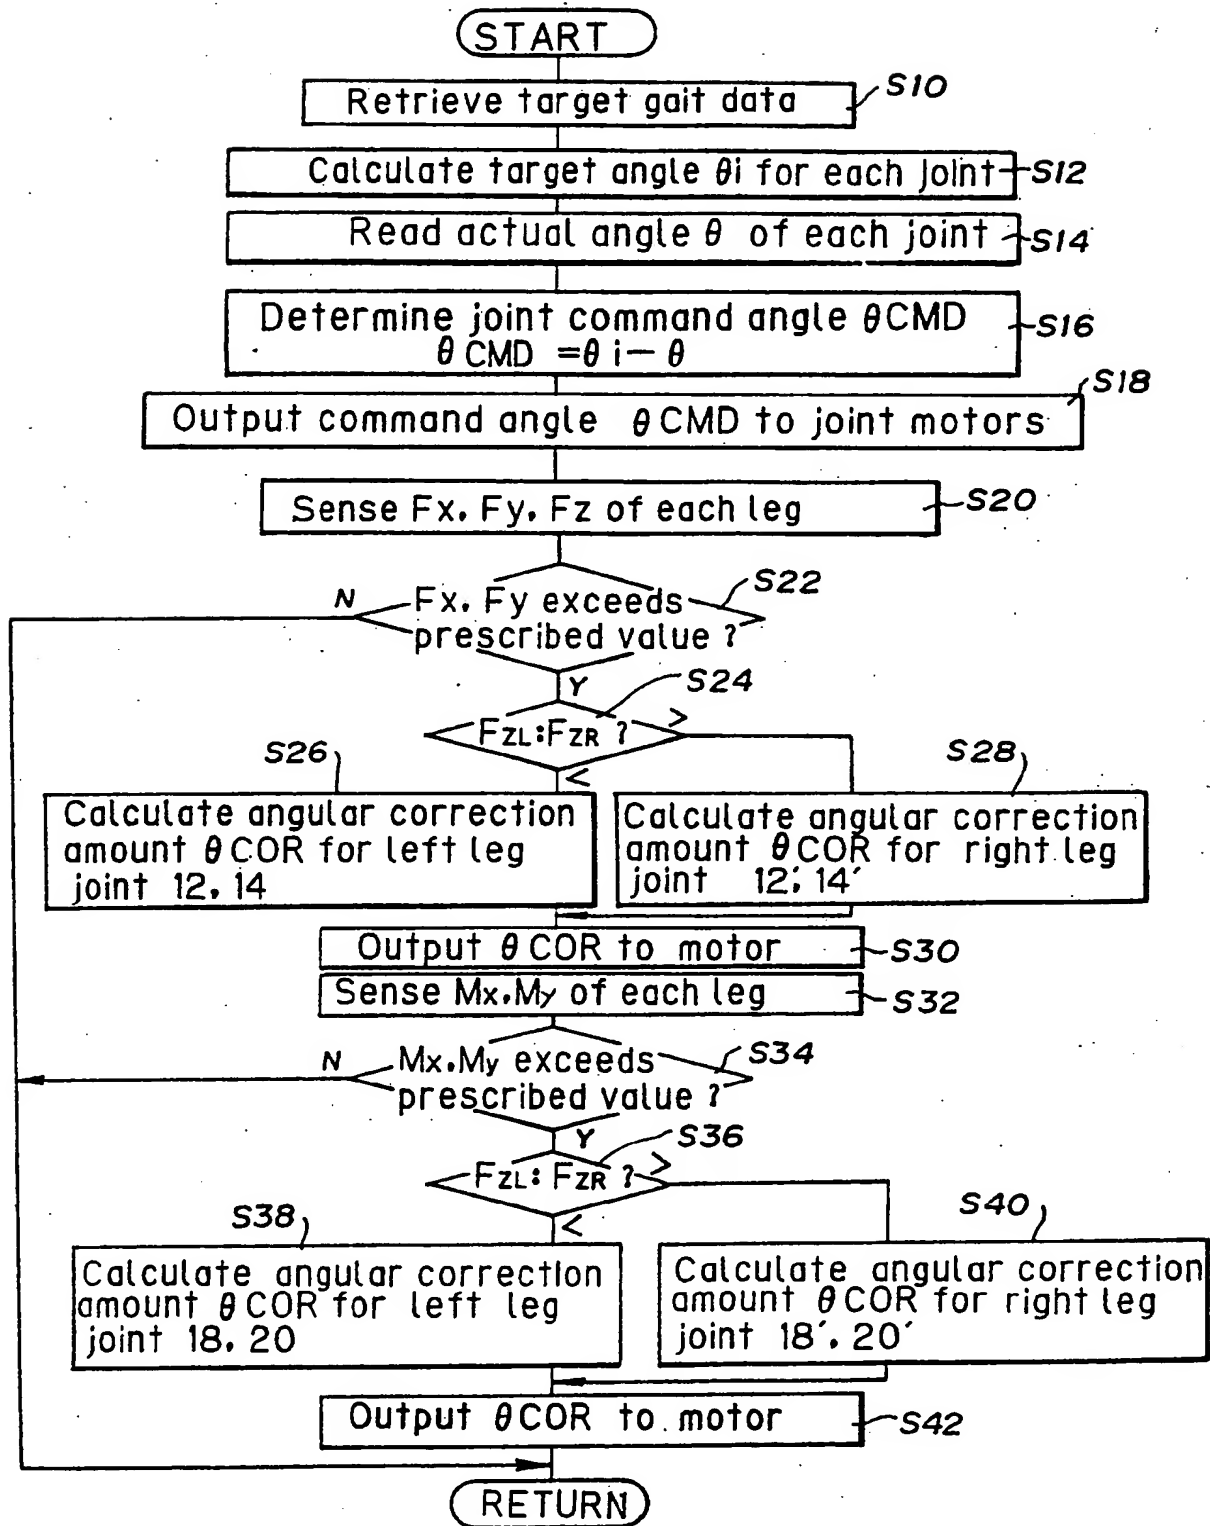 START
Retrieve target gait data
S10
Calculate target angle θi for each joint
S12
Read actual angle θ of each joint
S14
Determine joint command angle θCMD
θCMD =θi−θ
S16
S18
Output command angle θCMD to joint motors
Sense Fx. Fy. Fz of each leg
S20
S22
N
Fx. Fy exceeds
prescribed value ?
Y
S24
FZL:FZR ?
>
<
S26
Calculate angular correction
amount θCOR for left leg
joint 12, 14
S28
Calculate angular correction
amount θCOR for right leg
joint 12', 14'
Output θCOR to motor
S30
Sense Mx.My of each leg
S32
N
Mx.My exceeds
prescribed value ?
S34
Y
S36
FZL: FZR ?
>
<
S38
Calculate angular correction
amount θCOR for left leg
joint 18. 20
S40
Calculate angular correction
amount θCOR for right leg
joint 18'. 20'
Output θCOR to motor
S42
RETURN